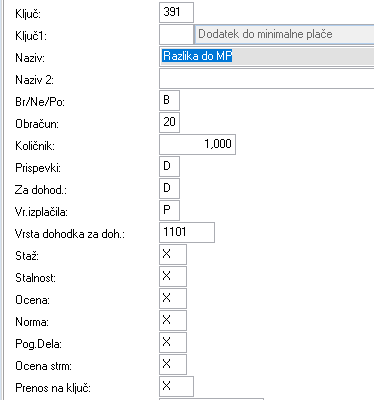 Ključ: 391
Ključ1: Dodatek do minimalne plače
Naziv: Razlika do MP
Naziv 2:
Br/Ne/Po: B
Obračun: 20
Količnik: 1,000
Prispevki: D
Za dohod.: D
Vr.izplačila: P
Vrsta dohodka za doh.: 1101
Staž: X
Stalnost: X
Ocena: X
Norma: X
Pog.Dela: X
Ocena strm: X
Prenos na ključ: X